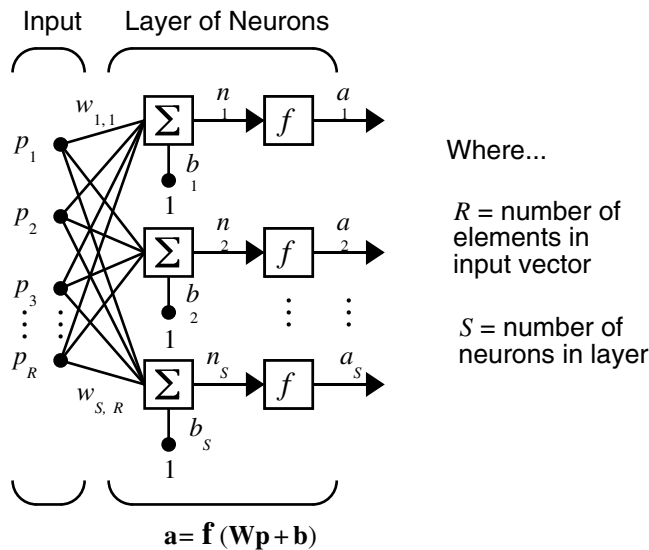 Input Layer of Neurons
w1,1 n1 a1
Σ f
p1 b1
1
Where...
p2 n2 a2
Σ f
R = number of
elements in
input vector
p3 b2
1
pR nS aS
Σ f
S = number of
neurons in layer
wS, R bS
1
a= f (Wp+b)